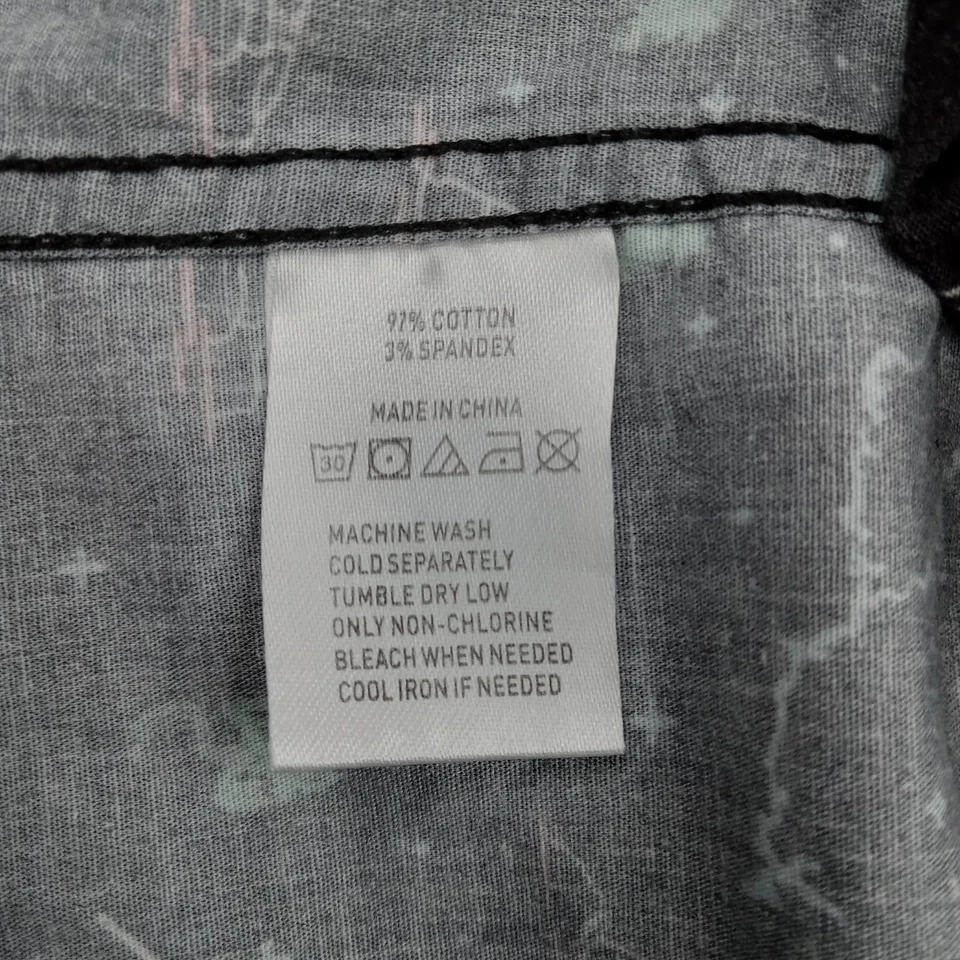 97% COTTON
3% SPANDEX
MADE IN CHINA
30
MACHINE WASH
COLD SEPARATELY
TUMBLE DRY LOW
ONLY NON-CHLORINE
BLEACH WHEN NEEDED
COOL IRON IF NEEDED